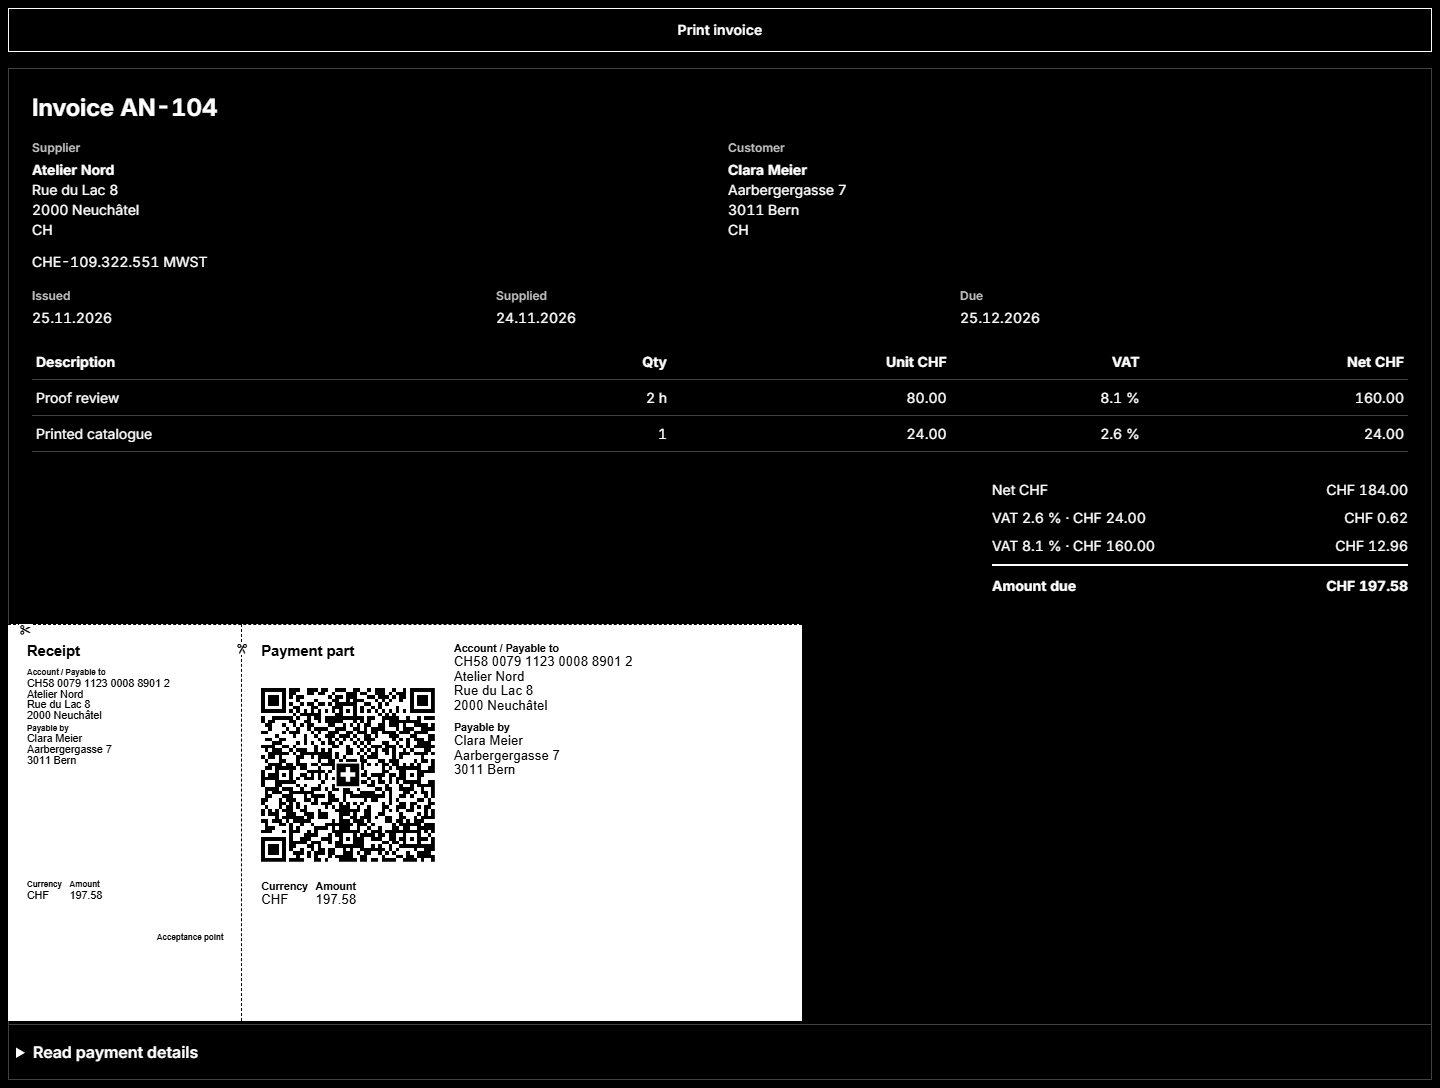 Print invoice
Invoice AN-104
Supplier
Atelier Nord
Rue du Lac 8
2000 Neuchâtel
CH
CHE-109.322.551 MWST
Customer
Clara Meier
Aarbergergasse 7
3011 Bern
CH
Issued
25.11.2026
Supplied
24.11.2026
Due
25.12.2026
Description Qty Unit CHF VAT Net CHF
Proof review 2 h 80.00 8.1 % 160.00
Printed catalogue 1 24.00 2.6 % 24.00
Net CHF CHF 184.00
VAT 2.6 % · CHF 24.00 CHF 0.62
VAT 8.1 % · CHF 160.00 CHF 12.96
Amount due CHF 197.58
Receipt
Account / Payable to
CH58 0079 1123 0008 8901 2
Atelier Nord
Rue du Lac 8
2000 Neuchâtel
Payable by
Clara Meier
Aarbergergasse 7
3011 Bern
Currency Amount
CHF 197.58
Acceptance point
Payment part
Currency Amount
CHF 197.58
Account / Payable to
CH58 0079 1123 0008 8901 2
Atelier Nord
Rue du Lac 8
2000 Neuchâtel
Payable by
Clara Meier
Aarbergergasse 7
3011 Bern
Read payment details